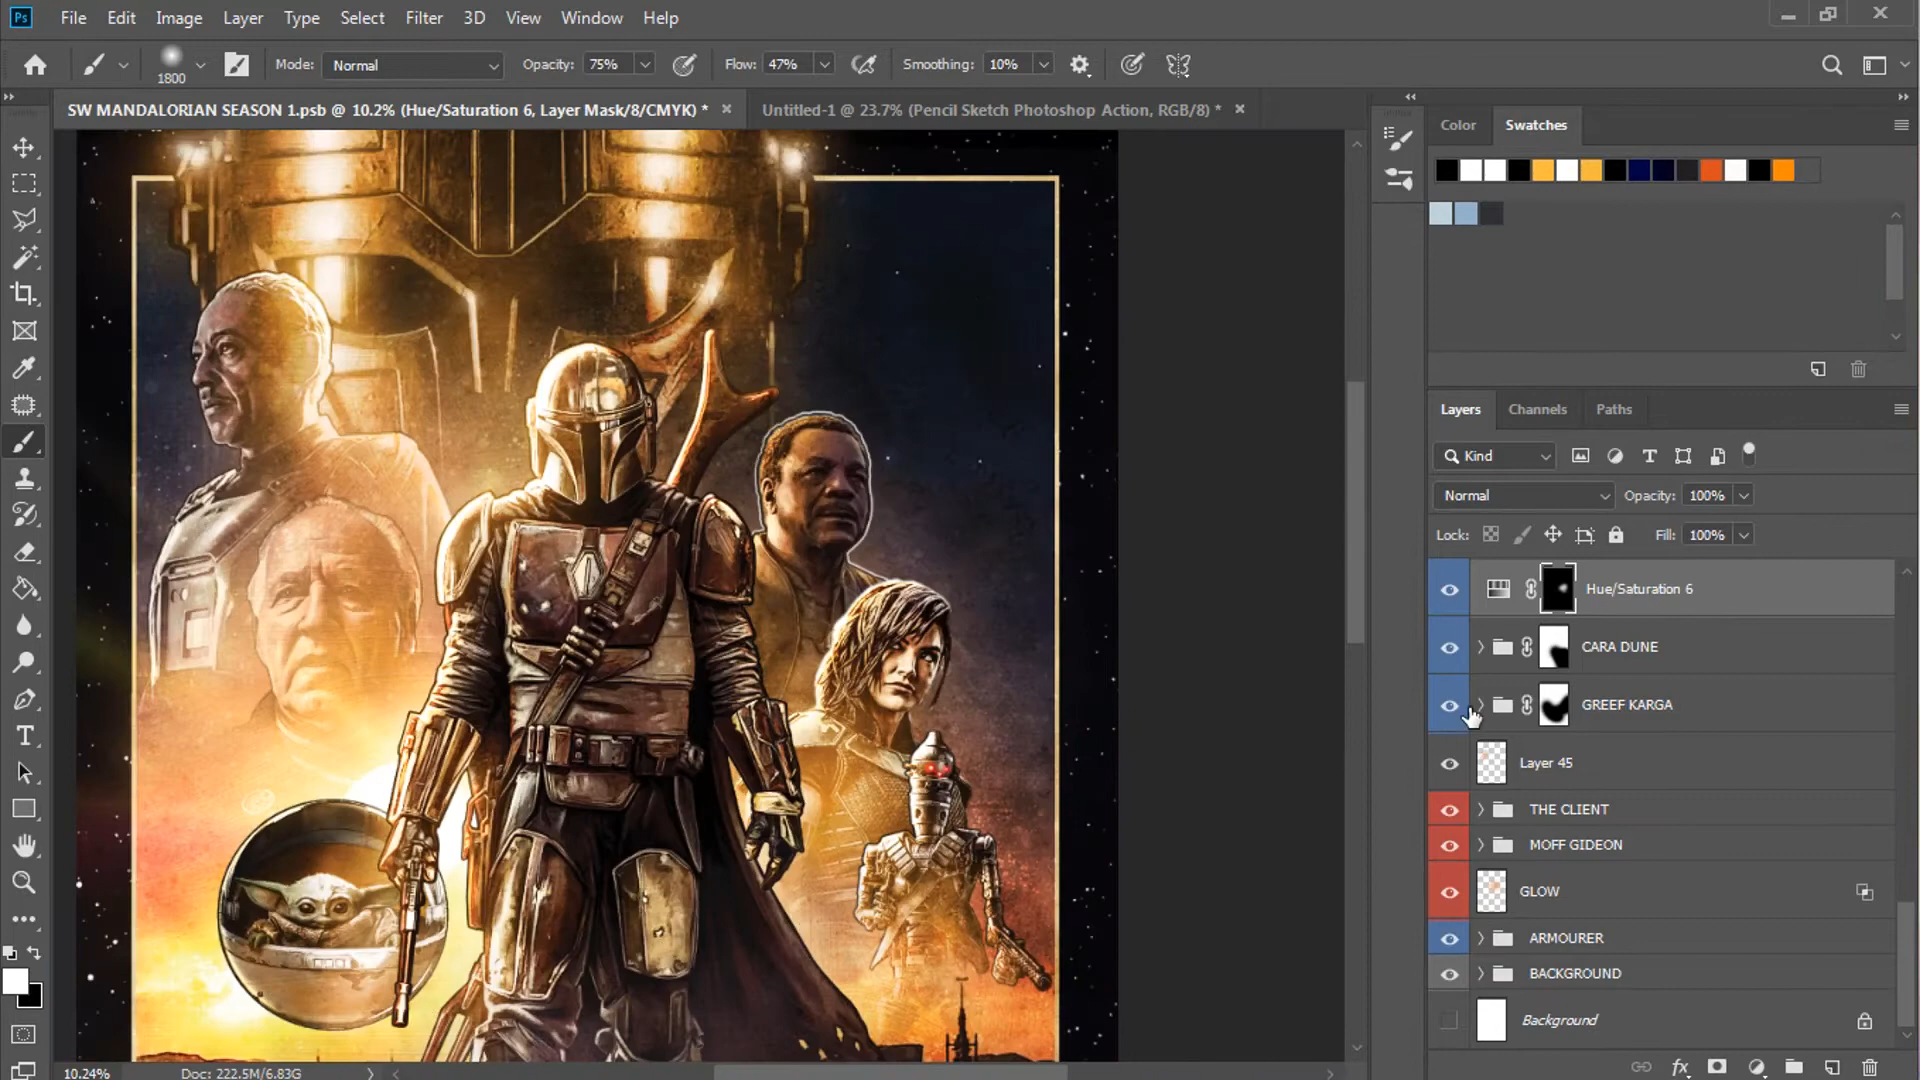 Ps File Edit Image Layer Type Select Filter 3D View Window Help
1800 Mode: Normal Opacity: 75% Flow: 47% Smoothing: 10%
SW MANDALORIAN SEASON 1.psb @ 10.2% (Hue/Saturation 6, Layer Mask/8/CMYK) * Untitled-1 @ 23.7% (Pencil Sketch Photoshop Action, RGB/8) *
Color Swatches
Layers Channels Paths
Kind
Normal Opacity: 100%
Lock: Fill: 100%
Hue/Saturation 6
CARA DUNE
GREEF KARGA
Layer 45
THE CLIENT
MOFF GIDEON
GLOW
ARMOURER
BACKGROUND
Background
10.24% Doc: 222.5M/6.83G